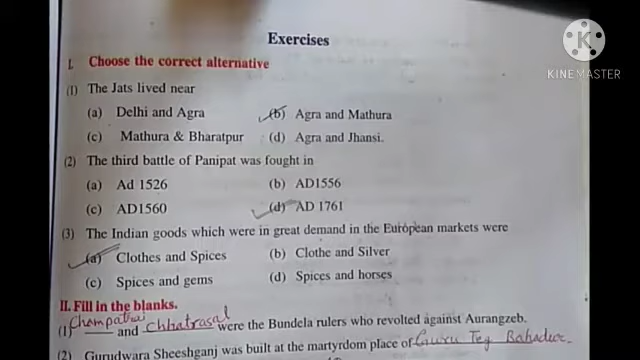 Exercises
KINEMASTER
I. Choose the correct alternative
(1) The Jats lived near
(a) Delhi and Agra (b) Agra and Mathura
(c) Mathura & Bharatpur (d) Agra and Jhansi.
(2) The third battle of Panipat was fought in
(a) Ad 1526 (b) AD1556
(c) AD1560 (d) AD 1761
(3) The Indian goods which were in great demand in the European markets were
(a) Clothes and Spices (b) Clothe and Silver
(c) Spices and gems (d) Spices and horses
II. Fill in the blanks.
(1) Champatrai and Chhatrasal were the Bundela rulers who revolted against Aurangzeb.
(2) Gurudwara Sheeshganj was built at the martyrdom place of Guru Teg Bahadur.